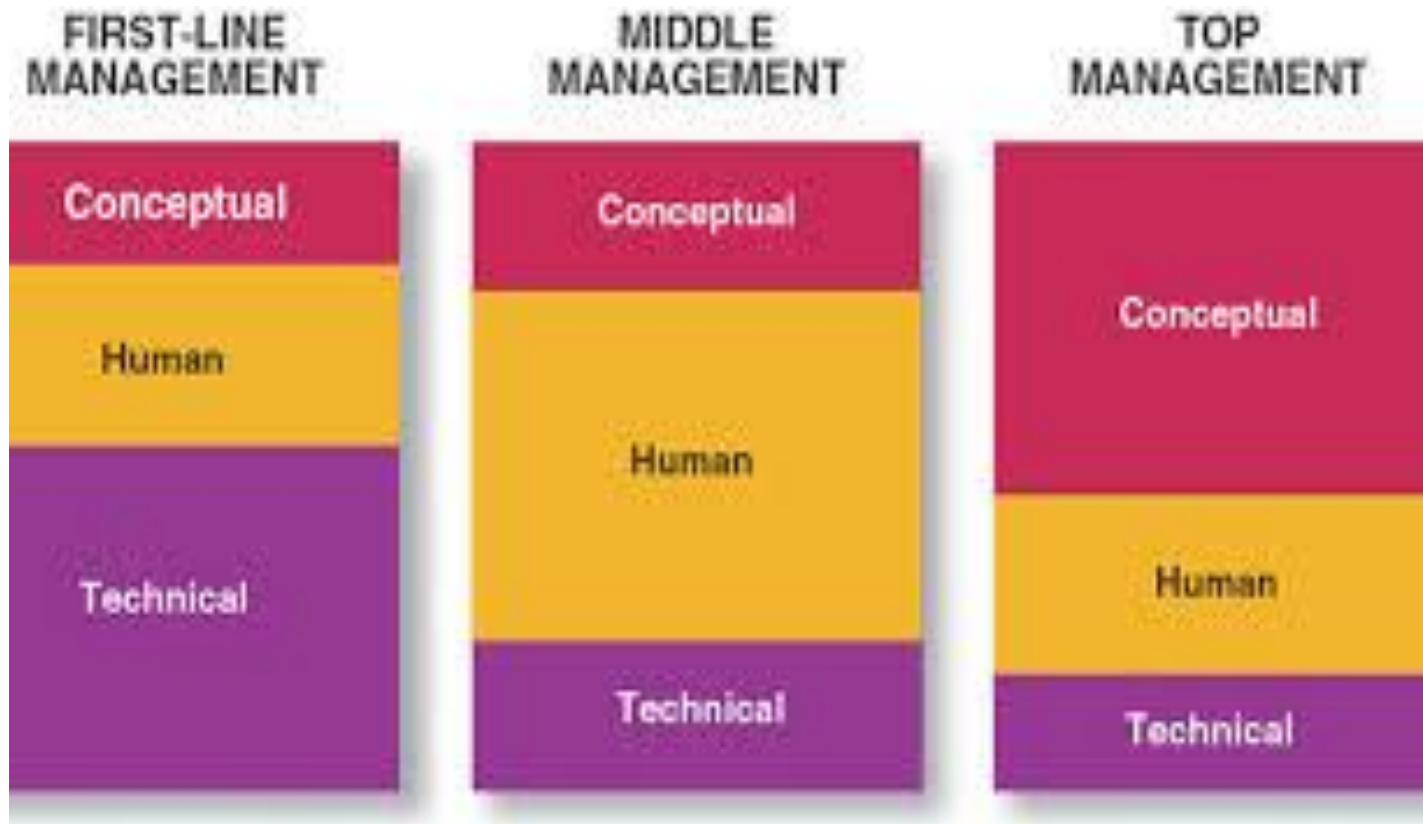 FIRST-LINE
MANAGEMENT
MIDDLE
MANAGEMENT
TOP
MANAGEMENT
Conceptual
Human
Technical
Conceptual
Human
Technical
Conceptual
Human
Technical